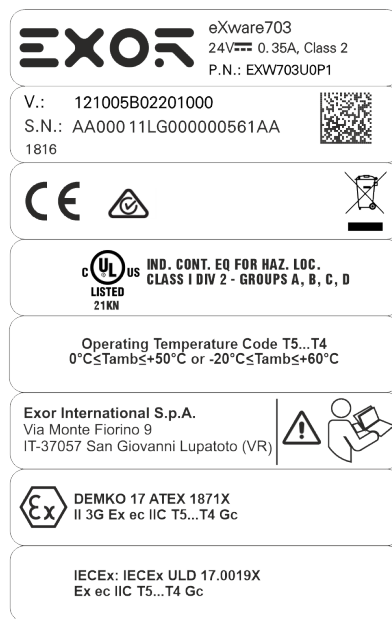 EXOR
eXware703
24V⎓ 0.35A, Class 2
P.N.: EXW703U0P1
V.: 121005B02201000
S.N.: AA000 11LG000000561AA
1816
CE
C UL US
LISTED
21KN
IND. CONT. EQ FOR HAZ. LOC.
CLASS I DIV 2 - GROUPS A, B, C, D
Operating Temperature Code T5...T4
0°C≤Tamb≤+50°C or -20°C≤Tamb≤+60°C
Exor International S.p.A.
Via Monte Fiorino 9
IT-37057 San Giovanni Lupatoto (VR)
Ex
DEMKO 17 ATEX 1871X
II 3G Ex ec IIC T5...T4 Gc
IECEx: IECEx ULD 17.0019X
Ex ec IIC T5...T4 Gc